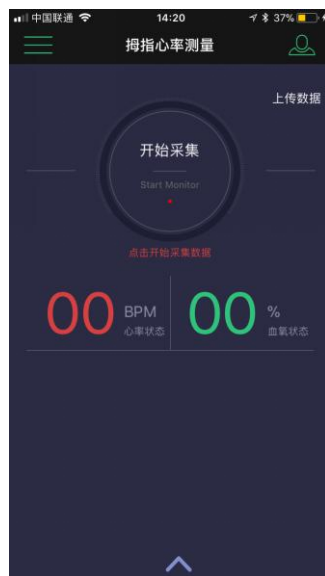 中国联通 14:20 37%
拇指心率测量
上传数据
开始采集
Start Monitor
点击开始采集数据
00 BPM 心率状态
00 % 血氧状态